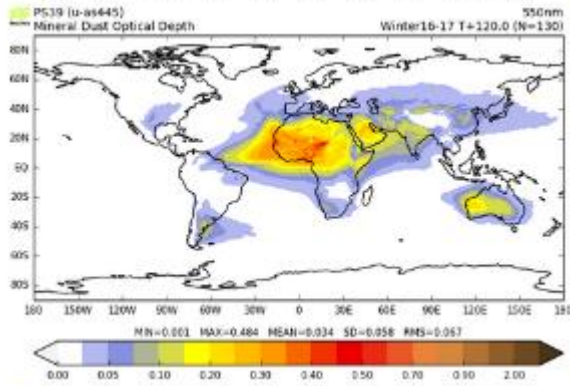 PS39 (u-as445) 550nm
Mineral Dust Optical Depth Winter16-17 T+120.0 (N=130)
80N
60N
40N
20N
EQ
20S
40S
60S
80S
180 150W 120W 90W 60W 30W 0 30E 60E 90E 120E 150E 180
MIN=0.001 MAX=0.484 MEAN=0.034 SD=0.058 RMS=0.067
0.00 0.05 0.10 0.20 0.30 0.40 0.50 0.70 0.90 2.00